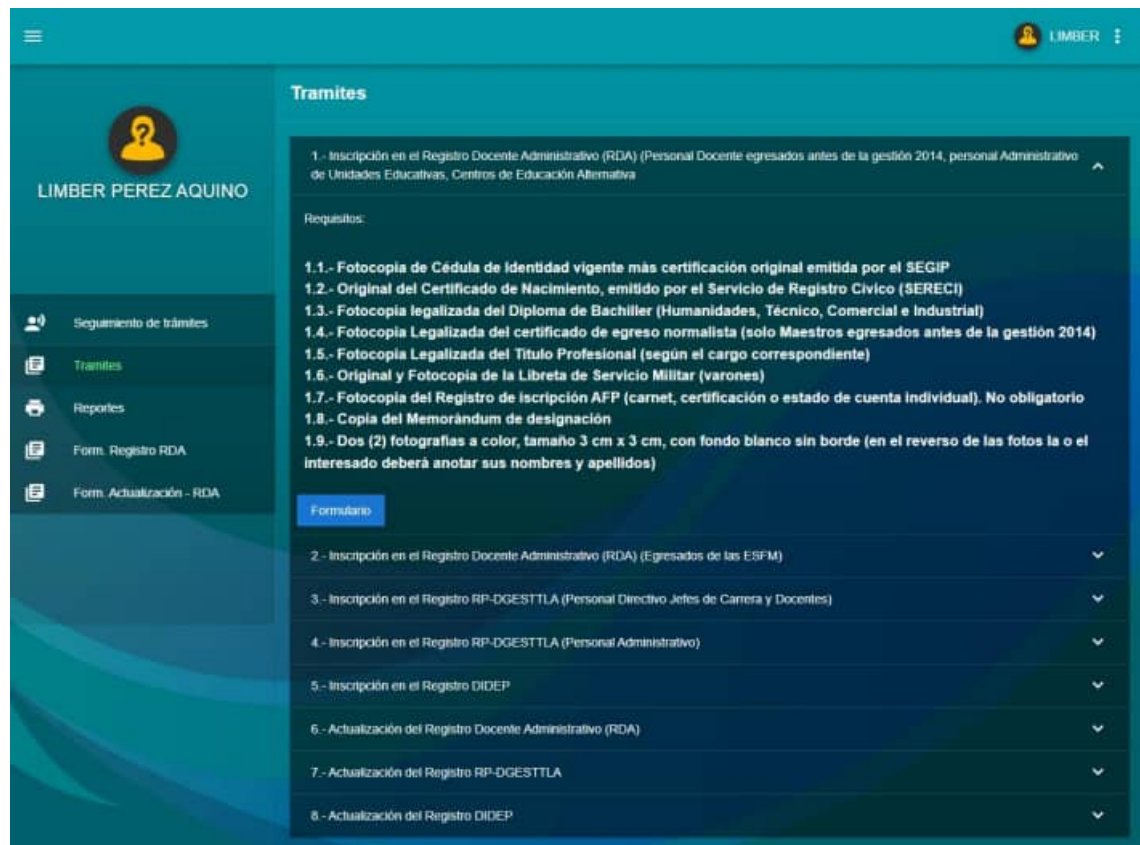 LIMBER
LIMBER PEREZ AQUINO
Seguimiento de trámites
Tramites
Reportes
Form. Registro RDA
Form. Actualización - RDA
Tramites
1.- Inscripción en el Registro Docente Administrativo (RDA) (Personal Docente egresados antes de la gestión 2014, personal Administrativo
de Unidades Educativas, Centros de Educación Alternativa
Requisitos:
1.1.- Fotocopia de Cédula de Identidad vigente más certificación original emitida por el SEGIP
1.2.- Original del Certificado de Nacimiento, emitido por el Servicio de Registro Cívico (SERECI)
1.3.- Fotocopia legalizada del Diploma de Bachiller (Humanidades, Técnico, Comercial e Industrial)
1.4.- Fotocopia Legalizada del certificado de egreso normalista (solo Maestros egresados antes de la gestión 2014)
1.5.- Fotocopia Legalizada del Titulo Profesional (según el cargo correspondiente)
1.6.- Original y Fotocopia de la Libreta de Servicio Militar (varones)
1.7.- Fotocopia del Registro de iscripción AFP (carnet, certificación o estado de cuenta individual). No obligatorio
1.8.- Copia del Memorándum de designación
1.9.- Dos (2) fotografías a color, tamaño 3 cm x 3 cm, con fondo blanco sin borde (en el reverso de las fotos la o el
interesado deberá anotar sus nombres y apellidos)
Formulario
2.- Inscripción en el Registro Docente Administrativo (RDA) (Egresados de las ESFM)
3.- Inscripción en el Registro RP-DGESTTLA (Personal Directivo Jefes de Carrera y Docentes)
4.- Inscripción en el Registro RP-DGESTTLA (Personal Administrativo)
5.- Inscripción en el Registro DIDEP
6.- Actualización del Registro Docente Administrativo (RDA)
7.- Actualización del Registro RP-DGESTTLA
8.- Actualización del Registro DIDEP